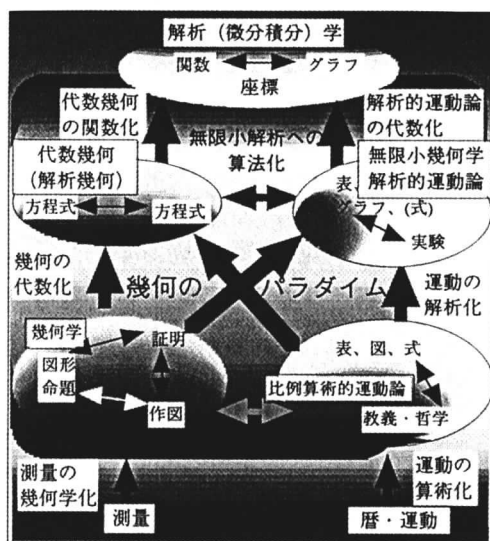 解析（微分積分）学
関数
グラフ
座標
代数幾何
の関数化
解析的運動論
の代数化
無限小解析への
算法化
代数幾何
（解析幾何）
無限小幾何学
解析的運動論
方程式
方程式
表、図、
グラフ、(式)
実験
幾何の
代数化
幾何の
パラダイム
運動の
解析化
幾何学
証明
図形
命題
作図
表、図、式
比例算術的運動論
教義・哲学
測量の
幾何学化
測量
運動の
算術化
暦・運動